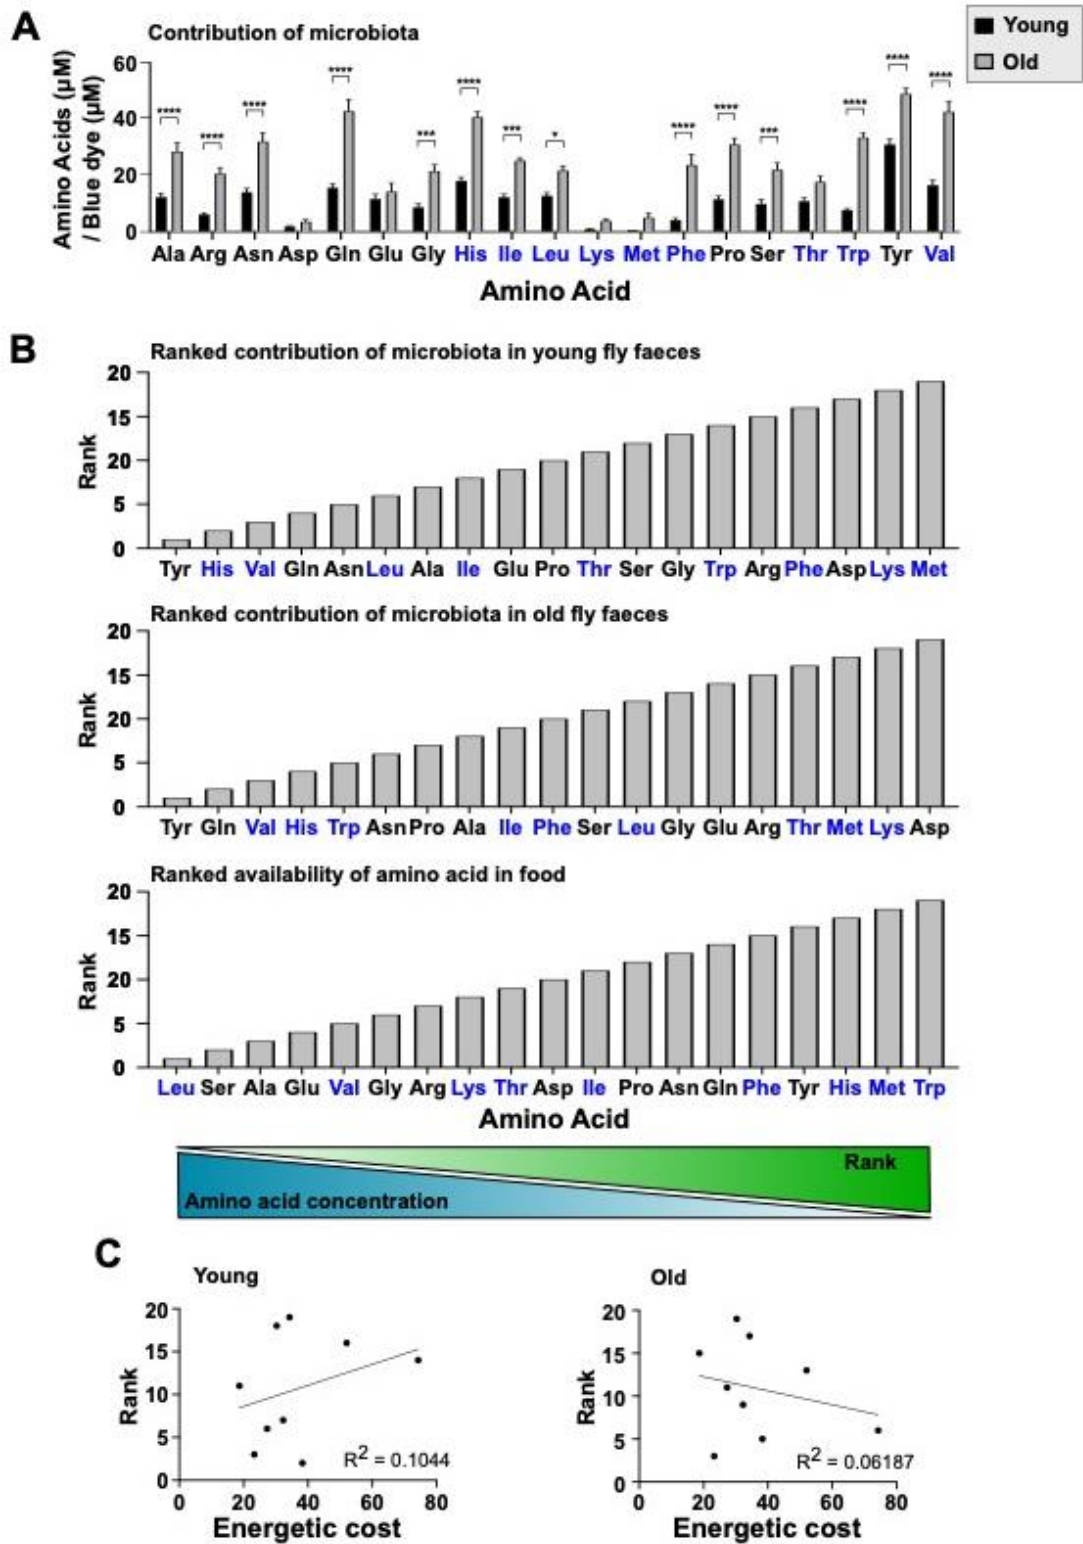 A
Contribution of microbiota
Young
Old
Amino Acids (µM)
/ Blue dye (µM)
60
40
20
0
****
****
****
****
***
****
***
*
****
****
***
****
****
****
Ala Arg Asn Asp Gln Glu Gly His Ile Leu Lys Met Phe Pro Ser Thr Trp Tyr Val
Amino Acid
B
Ranked contribution of microbiota in young fly faeces
Rank
20
15
20
5
0
Tyr His Val Gln Asn Leu Ala Ile Glu Pro Thr Ser Gly Trp Arg Phe Asp Lys Met
Ranked contribution of microbiota in old fly faeces
Rank
20
15
20
5
0
Tyr Gln Val His Trp Asn Pro Ala Ile Phe Ser Leu Gly Glu Arg Thr Met Lys Asp
Ranked availability of amino acid in food
Rank
20
15
20
5
0
Leu Ser Ala Glu Val Gly Arg Lys Thr Asp Ile Pro Asn Gln Phe Tyr His Met Trp
Amino Acid
Rank
Amino acid concentration
C
Young
Rank
20
15
10
5
0
R2 = 0.1044
0 20 40 60 80
Energetic cost
Old
Rank
20
15
10
5
0
R2 = 0.06187
0 20 40 60 80
Energetic cost